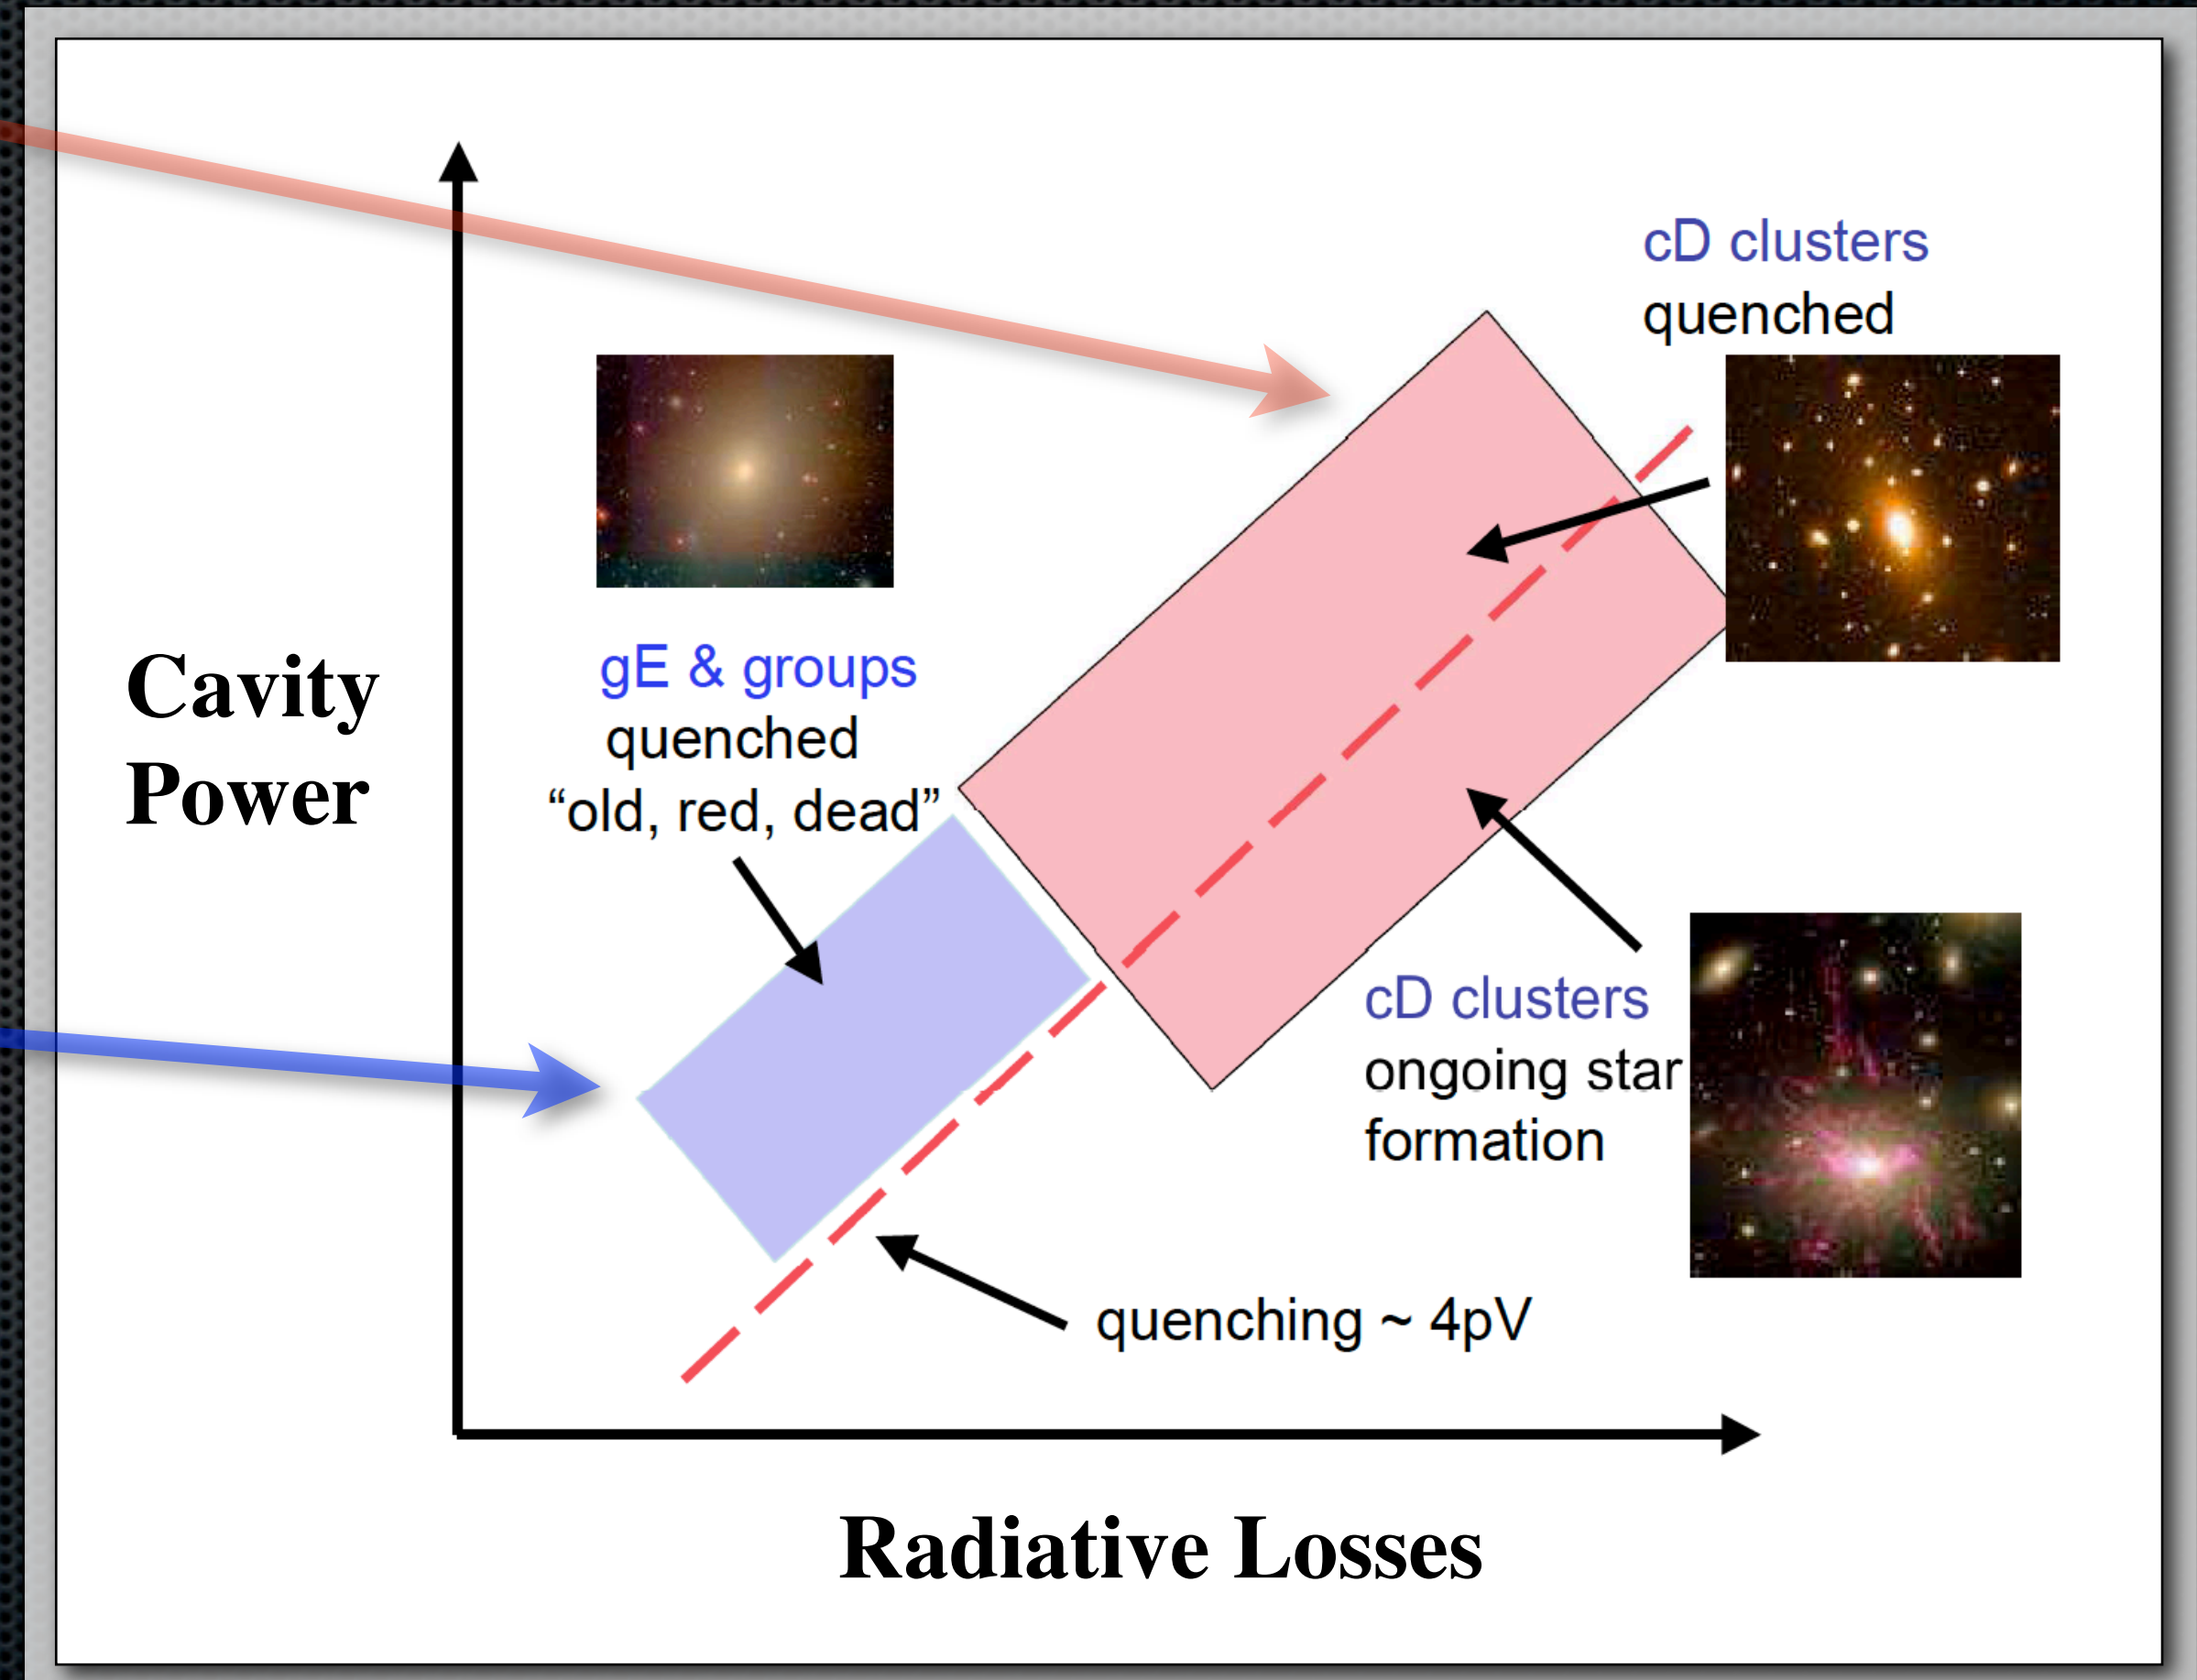 cD clusters
quenched
gE & groups
quenched
“old, red, dead”
Cavity
Power
cD clusters
ongoing star
formation
quenching ~ 4pV
Radiative Losses